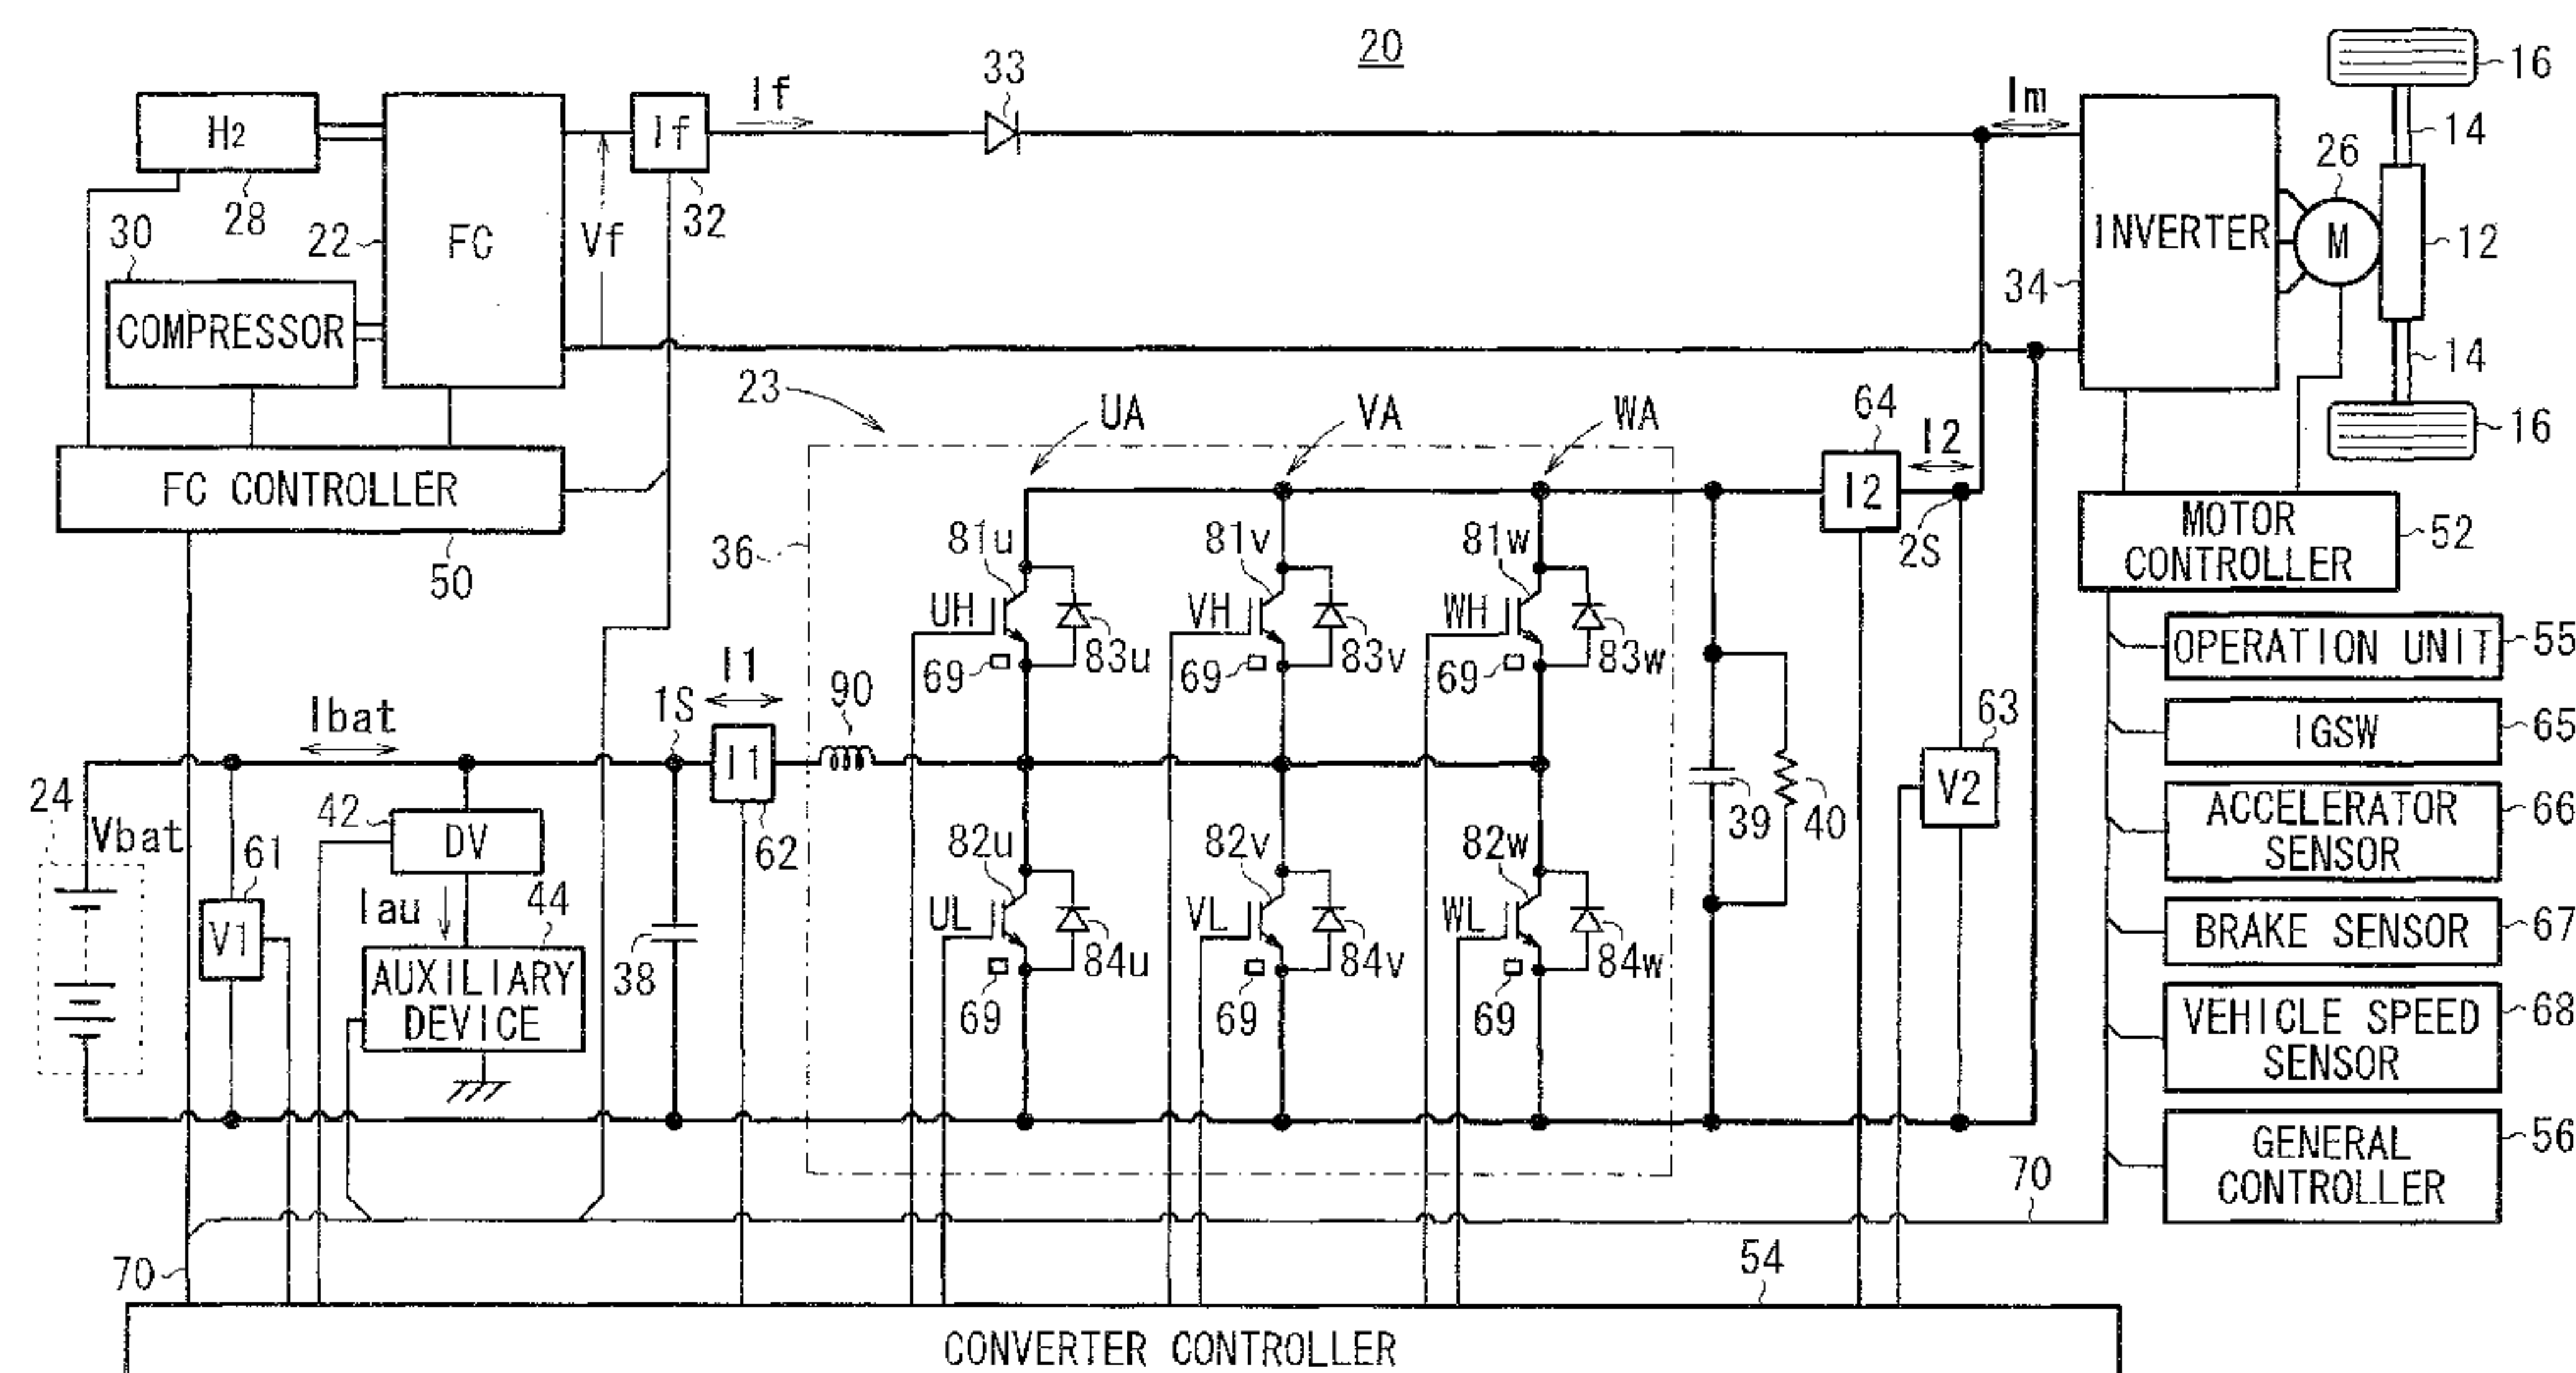 20
33
If
If
Im
16
H2
28
30
22
FC
Vf
32
COMPRESSOR
INVERTER
34
26
M
14
12
14
16
23
UA
VA
WA
64
I2
I2
2S
FC CONTROLLER
50
36
MOTOR
CONTROLLER
52
81u
81v
81w
UH
VH
WH
83u
83v
83w
69
69
69
OPERATION UNIT
55
Ibat
1S
I1
I1
62
90
IGSW
65
63
V2
24
Vbat
61
V1
42
DV
Iau
44
AUXILIARY
DEVICE
38
39
40
82u
82v
82w
UL
VL
WL
84u
84v
84w
69
69
69
ACCELERATOR
SENSOR
66
BRAKE SENSOR
67
VEHICLE SPEED
SENSOR
68
GENERAL
CONTROLLER
56
70
70
54
CONVERTER CONTROLLER